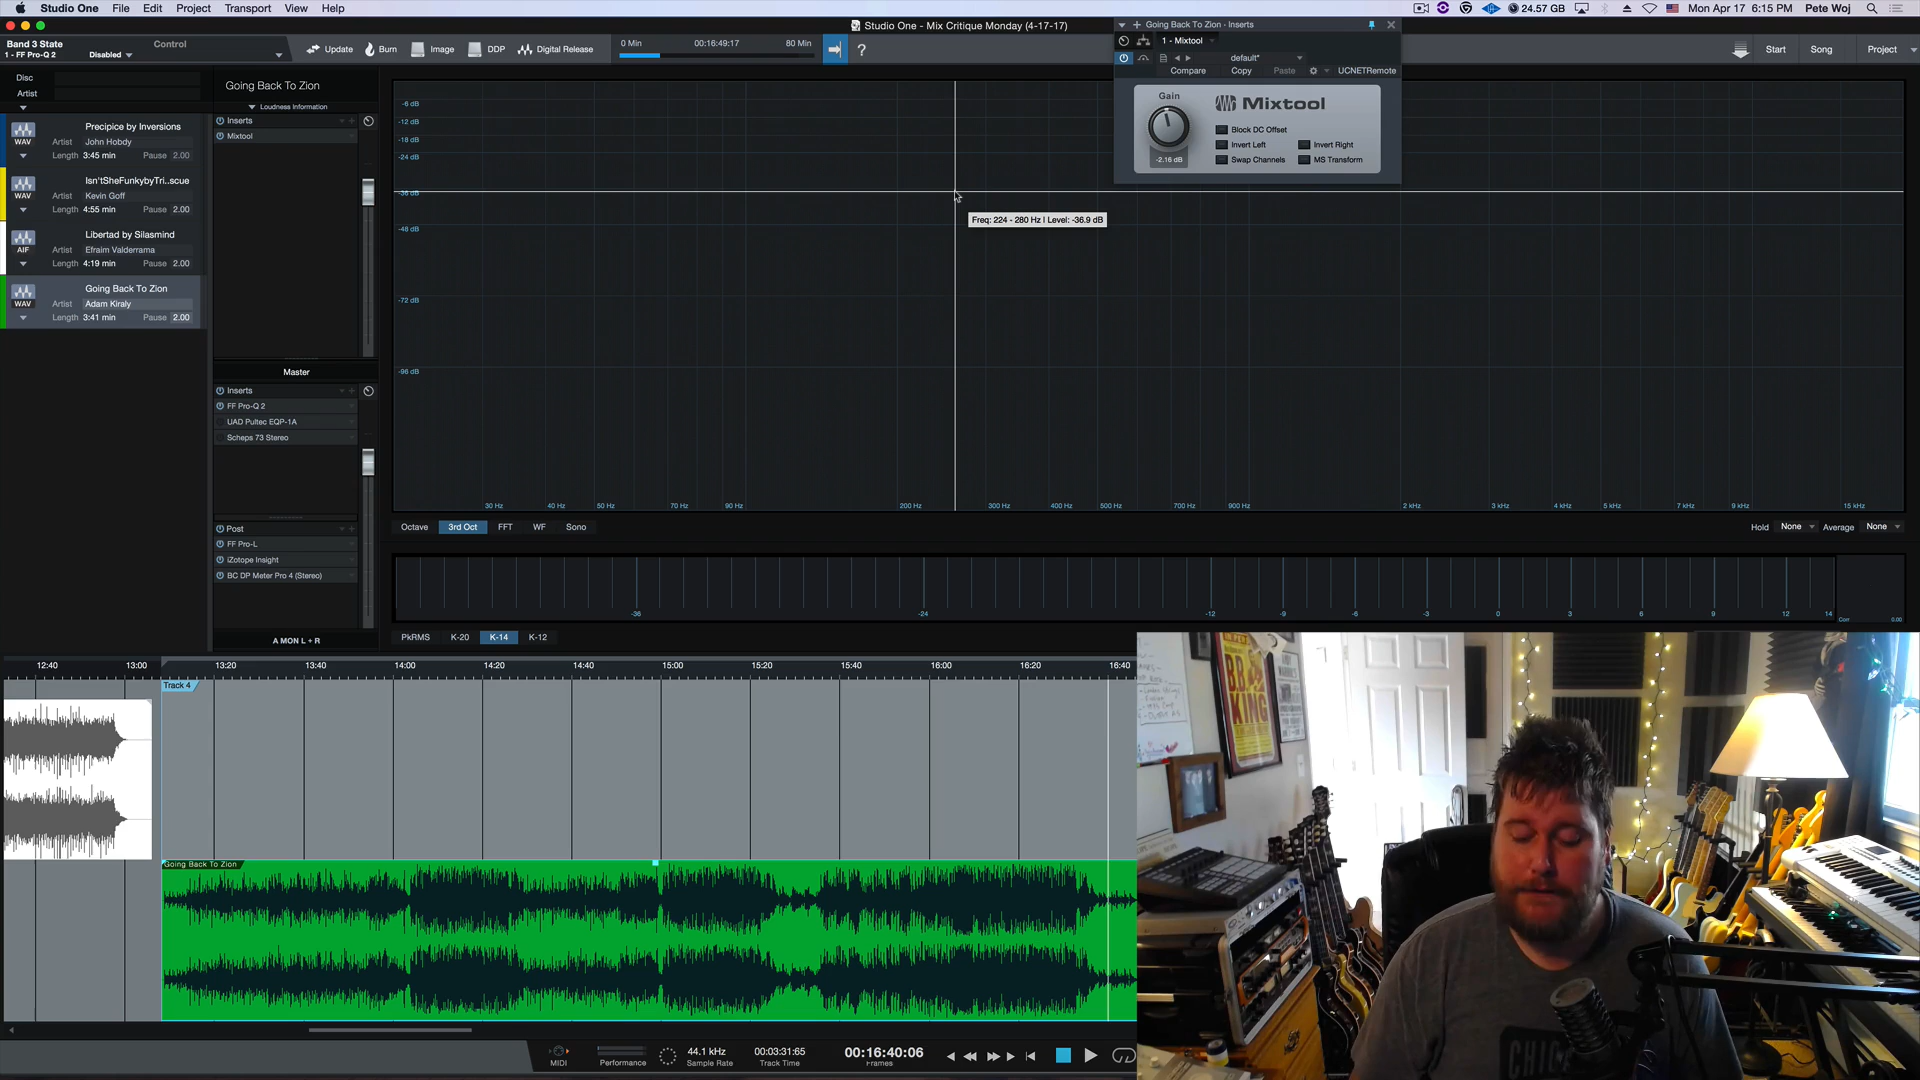 Studio One File Edit Project Transport View Help
24.57 GB Mon Apr 17 6:15 PM Pete Woj
Studio One - Mix Critique Monday (4-17-17)
Going Back To Zion - Inserts
Band 3 State
1 - FF Pro-Q 2 Disabled
Control
Update Burn Image DDP Digital Release
0 Min 00:16:49:17 80 Min
?
Start Song Project
1 - Mixtool
default*
Compare Copy Paste UCNETRemote
Gain
Mixtool
Block DC Offset
Invert Left Invert Right
Swap Channels MS Transform
-2.16 dB
Disc
Artist
Going Back To Zion
Loudness Information
Inserts
Mixtool
Precipice by Inversions
Artist John Hobdy
WAV
Length 3:45 min Pause 2.00
Isn'tSheFunkybyTri..scue
Artist Kevin Goff
WAV
Length 4:55 min Pause 2.00
Libertad by Silasmind
Artist Efraim Valderrama
AIF
Length 4:19 min Pause 2.00
Going Back To Zion
Artist Adam Kiraly
WAV
Length 3:41 min Pause 2.00
Master
Inserts
FF Pro-Q 2
UAD Pultec EQP-1A
Scheps 73 Stereo
Post
FF Pro-L
iZotope Insight
BC DP Meter Pro 4 (Stereo)
A MON L + R
-6 dB
-12 dB
-18 dB
-24 dB
-36 dB
-48 dB
-72 dB
-96 dB
Freq: 224 - 280 Hz | Level: -36.9 dB
30 Hz 40 Hz 50 Hz 70 Hz 90 Hz 200 Hz 300 Hz 400 Hz 500 Hz 700 Hz 900 Hz 2 kHz 3 kHz 4 kHz 5 kHz 7 kHz 9 kHz 15 kHz
Octave 3rd Oct FFT WF Sono
Hold None Average None
-36 -24 -12 -9 -6 -3 0 3 6 9 12 14
Corr 0.00
PkRMS K-20 K-14 K-12
12:40 13:00 13:20 13:40 14:00 14:20 14:40 15:00 15:20 15:40 16:00 16:20 16:40
Track 4
Going Back To Zion
B.B.
KING
CHIC
MIDI
Performance
44.1 kHz
Sample Rate
00:03:31:65
Track Time
00:16:40:06
Frames